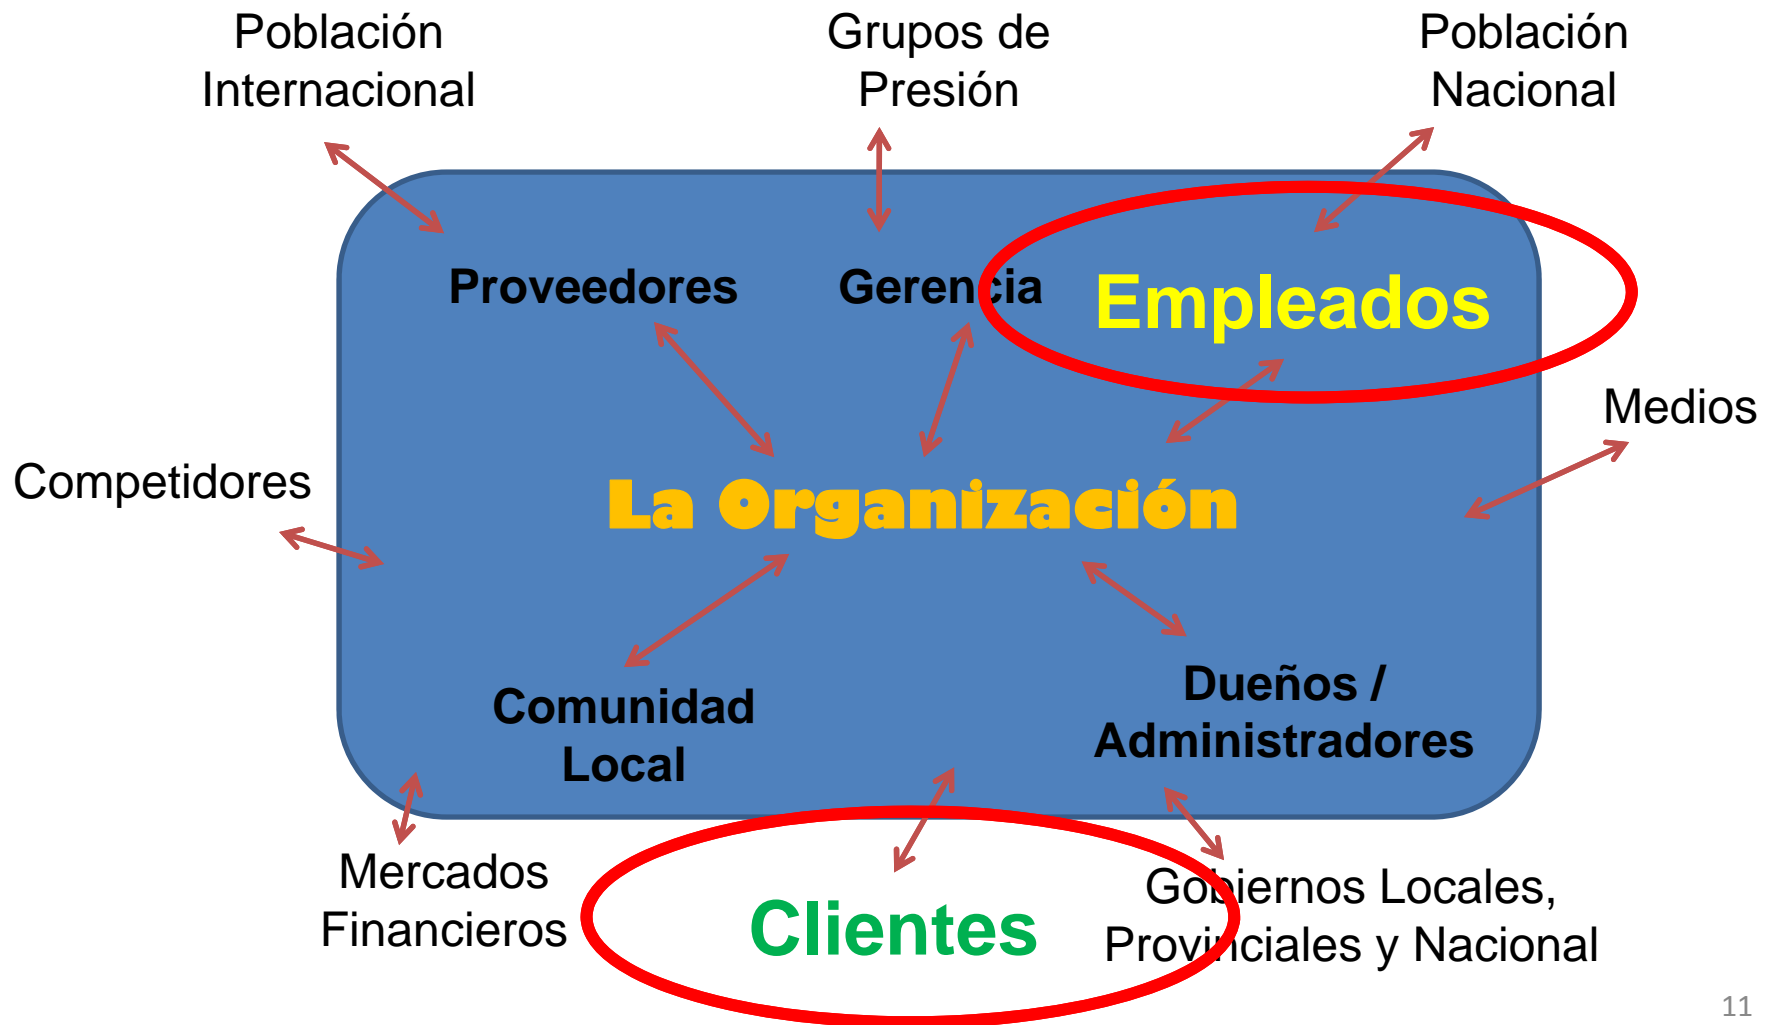 Población
Internacional
Grupos de
Presión
Población
Nacional
Proveedores
Gerencia
Empleados
Medios
Competidores
La Organización
Comunidad
Local
Dueños /
Administradores
Mercados
Financieros
Clientes
Gobiernos Locales,
Provinciales y Nacional
11